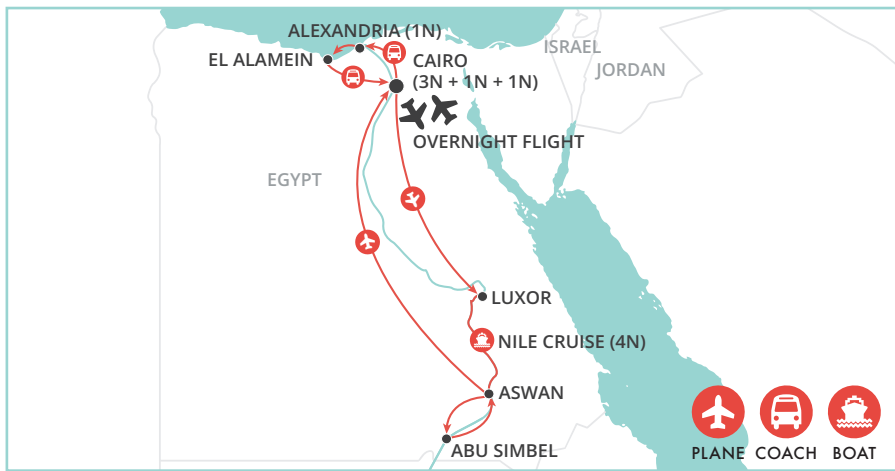 ALEXANDRIA (1N)
EL ALAMEIN
CAIRO
(3N + 1N + 1N)
ISRAEL
JORDAN
OVERNIGHT FLIGHT
EGYPT
LUXOR
NILE CRUISE (4N)
ASWAN
ABU SIMBEL
PLANE COACH BOAT